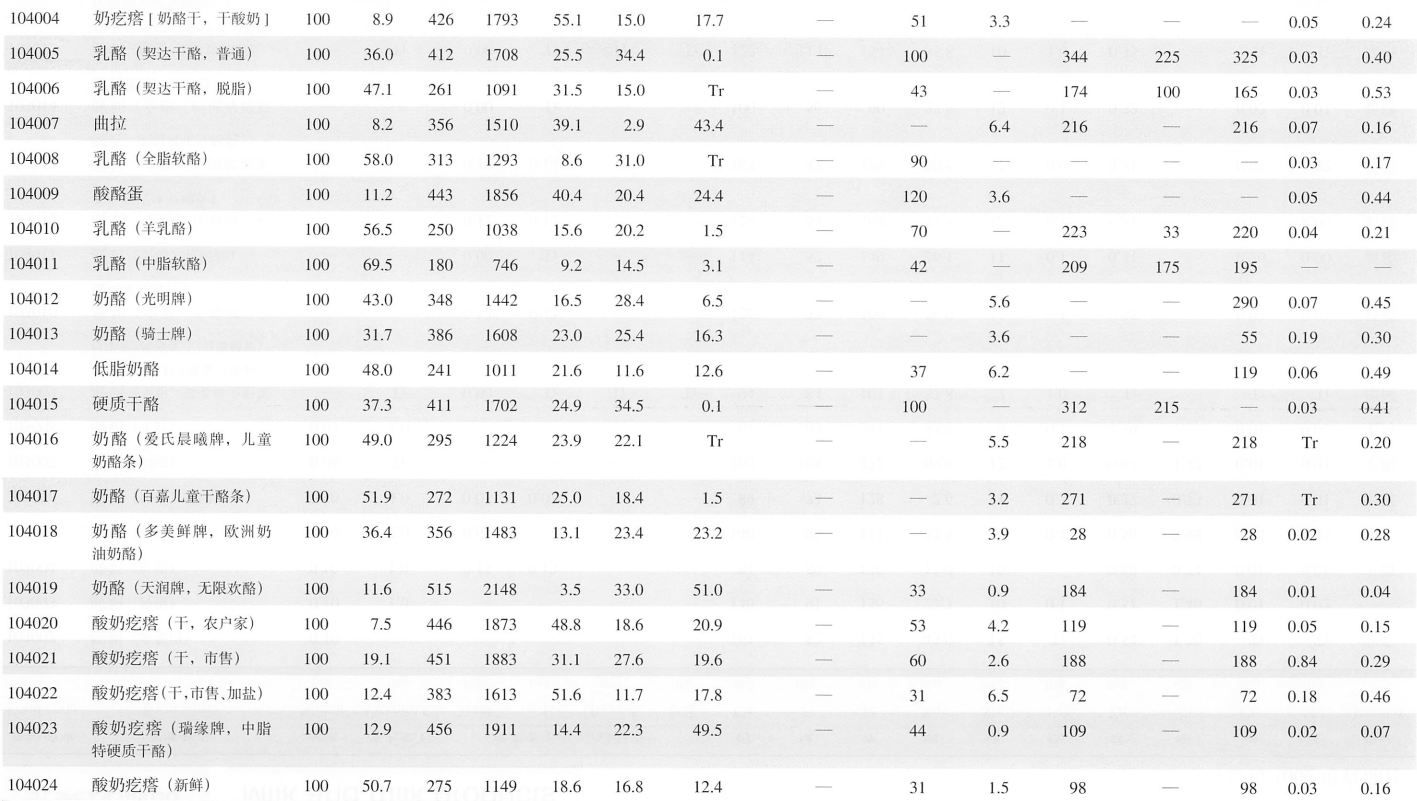 104004 奶疙瘩 [ 奶酪干，干酸奶 ] 100 8.9 426 1793 55.1 15.0 17.7 — 51 3.3 — — — 0.05 0.24
104005 乳酪（契达干酪，普通） 100 36.0 412 1708 25.5 34.4 0.1 — 100 — 344 225 325 0.03 0.40
104006 乳酪（契达干酪，脱脂） 100 47.1 261 1091 31.5 15.0 Tr — 43 — 174 100 165 0.03 0.53
104007 曲拉 100 8.2 356 1510 39.1 2.9 43.4 — — 6.4 216 — 216 0.07 0.16
104008 乳酪（全脂软酪） 100 58.0 313 1293 8.6 31.0 Tr — 90 — — — — 0.03 0.17
104009 酸酪蛋 100 11.2 443 1856 40.4 20.4 24.4 — 120 3.6 — — — 0.05 0.44
104010 乳酪（羊乳酪） 100 56.5 250 1038 15.6 20.2 1.5 — 70 — 223 33 220 0.04 0.21
104011 乳酪（中脂软酪） 100 69.5 180 746 9.2 14.5 3.1 — 42 — 209 175 195 — —
104012 奶酪（光明牌） 100 43.0 348 1442 16.5 28.4 6.5 — — 5.6 — — 290 0.07 0.45
104013 奶酪（骑士牌） 100 31.7 386 1608 23.0 25.4 16.3 — — 3.6 — — 55 0.19 0.30
104014 低脂奶酪 100 48.0 241 1011 21.6 11.6 12.6 — 37 6.2 — — 119 0.06 0.49
104015 硬质干酪 100 37.3 411 1702 24.9 34.5 0.1 — 100 — 312 215 — 0.03 0.41
104016 奶酪（爱氏晨曦牌，儿童 100 49.0 295 1224 23.9 22.1 Tr — — 5.5 218 — 218 Tr 0.20
奶酪条）
104017 奶酪（百嘉儿童干酪条） 100 51.9 272 1131 25.0 18.4 1.5 — — 3.2 271 — 271 Tr 0.30
104018 奶酪（多美鲜牌，欧洲奶 100 36.4 356 1483 13.1 23.4 23.2 — — 3.9 28 — 28 0.02 0.28
油奶酪）
104019 奶酪（天润牌，无限欢酪） 100 11.6 515 2148 3.5 33.0 51.0 — 33 0.9 184 — 184 0.01 0.04
104020 酸奶疙瘩（干，农户家） 100 7.5 446 1873 48.8 18.6 20.9 — 53 4.2 119 — 119 0.05 0.15
104021 酸奶疙瘩（干，市售） 100 19.1 451 1883 31.1 27.6 19.6 — 60 2.6 188 — 188 0.84 0.29
104022 酸奶疙瘩（干，市售、加盐） 100 12.4 383 1613 51.6 11.7 17.8 — 31 6.5 72 — 72 0.18 0.46
104023 酸奶疙瘩（瑞缘牌，中脂 100 12.9 456 1911 14.4 22.3 49.5 — 44 0.9 109 — 109 0.02 0.07
特硬质干酪）
104024 酸奶疙瘩（新鲜） 100 50.7 275 1149 18.6 16.8 12.4 — 31 1.5 98 — 98 0.03 0.16